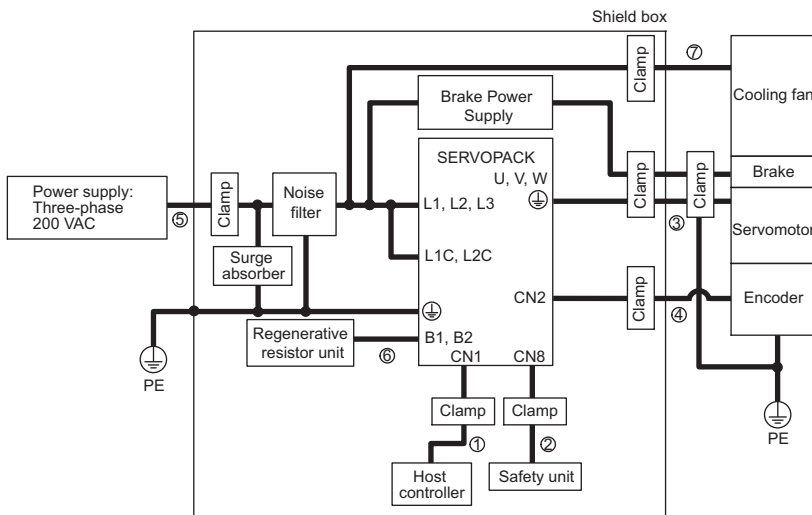 Shield box
Clamp
⑦
Cooling fan
Brake Power
Supply
SERVOPACK
U, V, W
Clamp
Clamp
Brake
Power supply:
Three-phase
200 VAC
⑤
Clamp
Noise
filter
L1, L2, L3
③
Servomotor
Surge
absorber
L1C, L2C
CN2
Clamp
④
Encoder
Regenerative
resistor unit
⑥
B1, B2
CN1
CN8
PE
Clamp
Clamp
PE
①
②
Host
controller
Safety unit